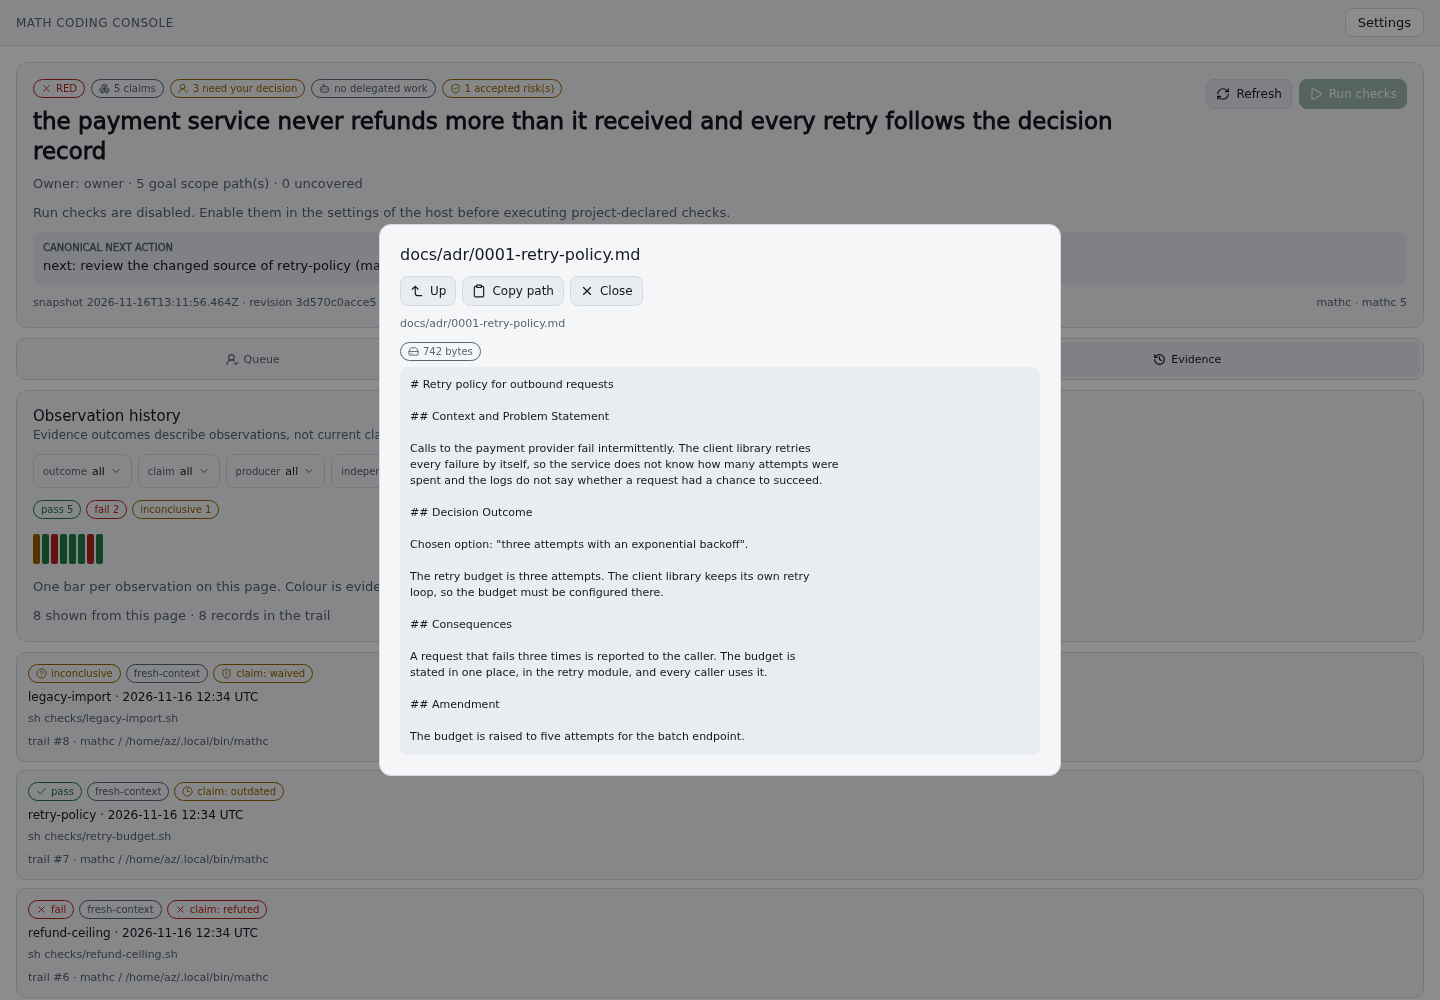 MATH CODING CONSOLE
Settings
RED
5 claims
3 need your decision
no delegated work
1 accepted risk(s)
Refresh
Run checks
the payment service never refunds more than it received and every retry follows the decision
record
Owner: owner · 5 goal scope path(s) · 0 uncovered
Run checks are disabled. Enable them in the settings of the host before executing project-declared checks.
CANONICAL NEXT ACTION
next: review the changed source of retry-policy (ma
snapshot 2026-11-16T13:11:56.464Z · revision 3d570c0acce5
mathc · mathc 5
Queue
Evidence
Observation history
Evidence outcomes describe observations, not current cla
outcome all
claim all
producer all
indepen
pass 5
fail 2
inconclusive 1
One bar per observation on this page. Colour is evide
8 shown from this page · 8 records in the trail
inconclusive
fresh-context
claim: waived
legacy-import · 2026-11-16 12:34 UTC
sh checks/legacy-import.sh
trail #8 · mathc / /home/az/.local/bin/mathc
pass
fresh-context
claim: outdated
retry-policy · 2026-11-16 12:34 UTC
sh checks/retry-budget.sh
trail #7 · mathc / /home/az/.local/bin/mathc
fail
fresh-context
claim: refuted
refund-ceiling · 2026-11-16 12:34 UTC
sh checks/refund-ceiling.sh
trail #6 · mathc / /home/az/.local/bin/mathc
docs/adr/0001-retry-policy.md
Up
Copy path
Close
docs/adr/0001-retry-policy.md
742 bytes
# Retry policy for outbound requests
## Context and Problem Statement
Calls to the payment provider fail intermittently. The client library retries
every failure by itself, so the service does not know how many attempts were
spent and the logs do not say whether a request had a chance to succeed.
## Decision Outcome
Chosen option: "three attempts with an exponential backoff".
The retry budget is three attempts. The client library keeps its own retry
loop, so the budget must be configured there.
## Consequences
A request that fails three times is reported to the caller. The budget is
stated in one place, in the retry module, and every caller uses it.
## Amendment
The budget is raised to five attempts for the batch endpoint.